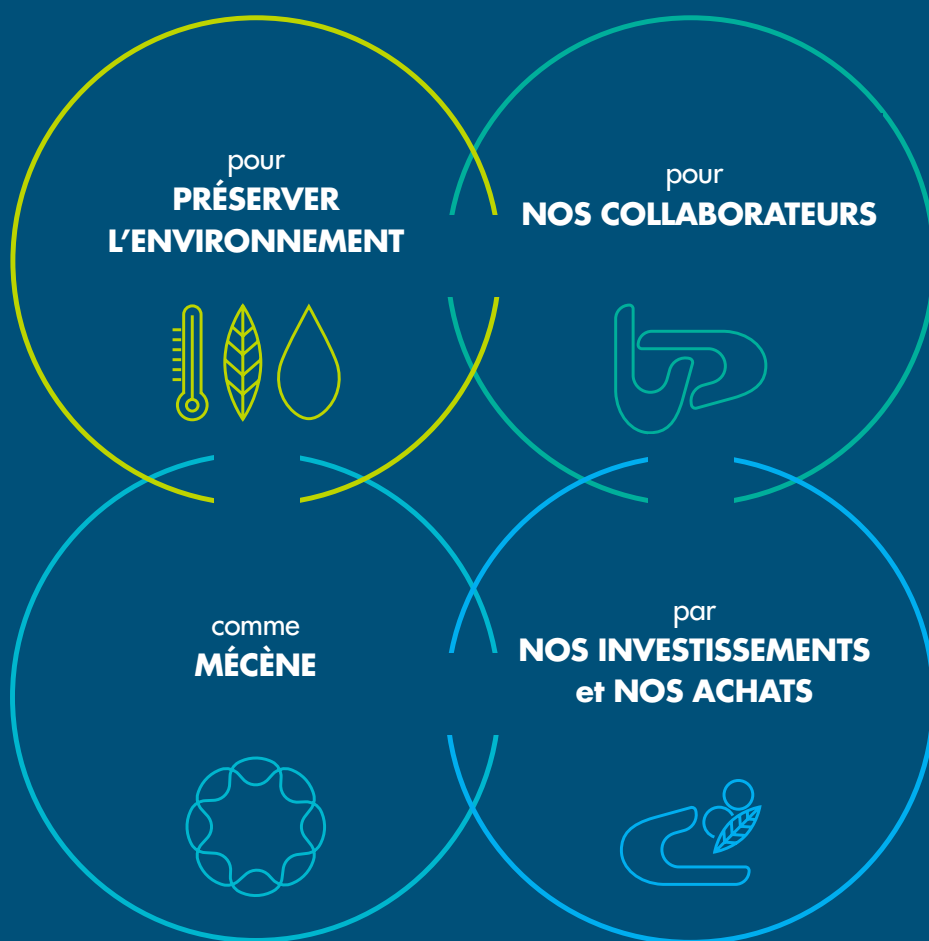 pour
PRÉSERVER
L’ENVIRONNEMENT
pour
NOS COLLABORATEURS
comme
MÉCÈNE
par
NOS INVESTISSEMENTS
et NOS ACHATS